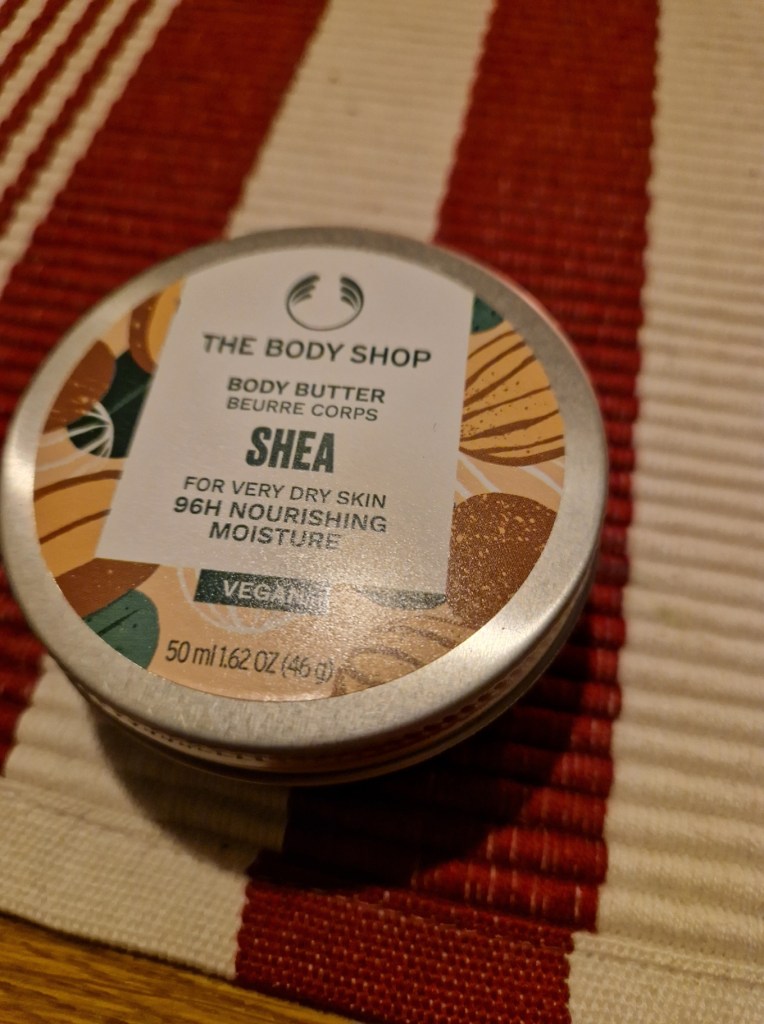 THE BODY SHOP
BODY BUTTER
BEURRE CORPS
SHEA
FOR VERY DRY SKIN
96H NOURISHING
MOISTURE
VEGAN
50 ml 1.62 OZ (46 g)